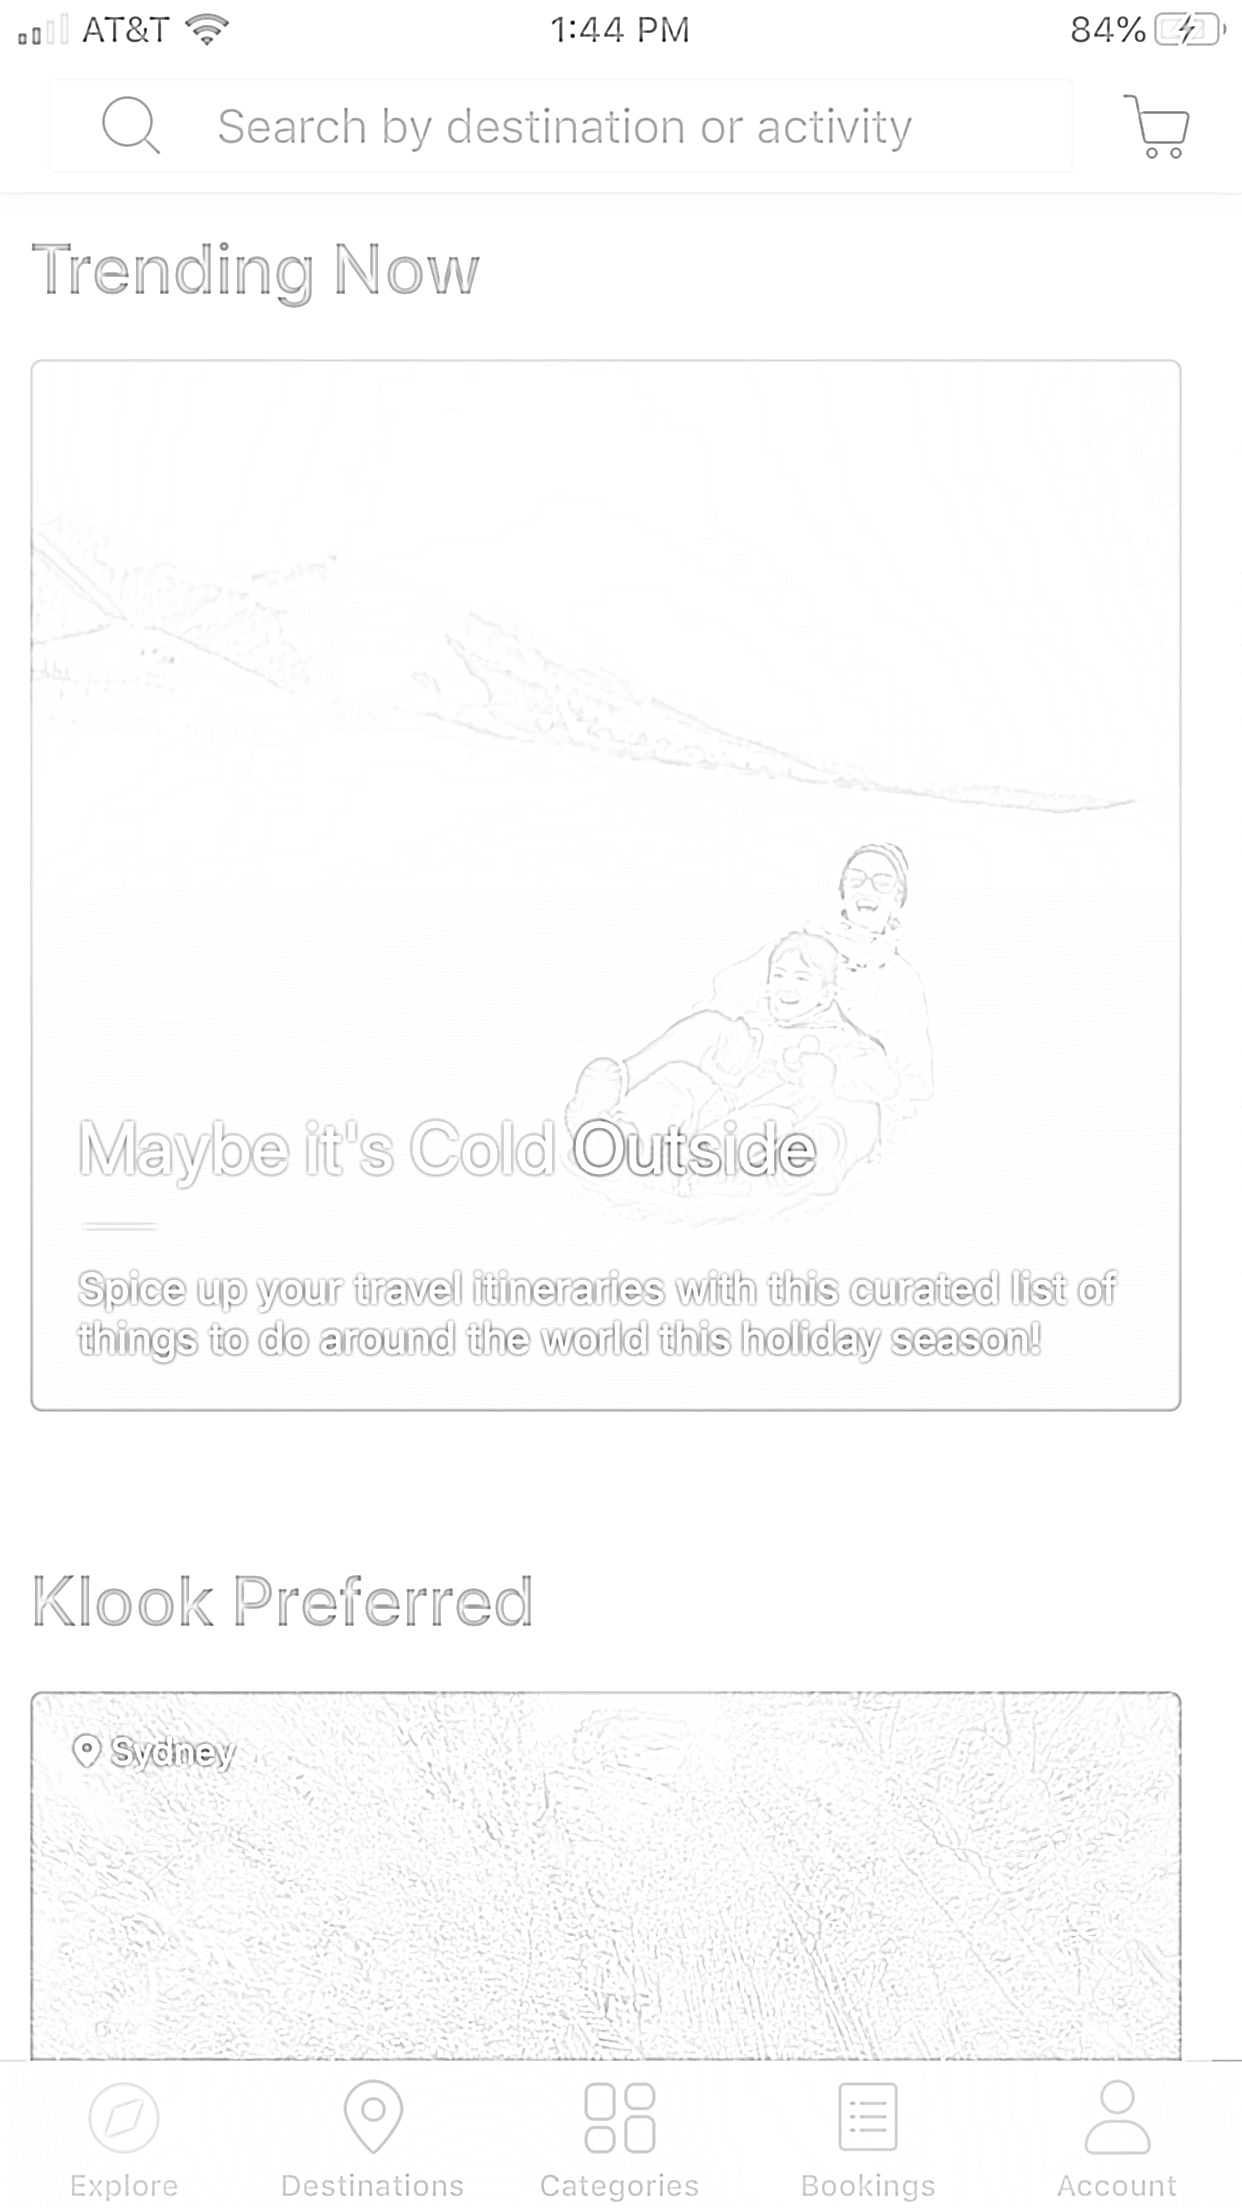 AT&T 1:44 PM 84%
Search by destination or activity
Trending Now
Maybe it's Cold Outside
Spice up your travel itineraries with this curated list of
things to do around the world this holiday season!
Klook Preferred
Sydney
Explore Destinations Categories Bookings Account